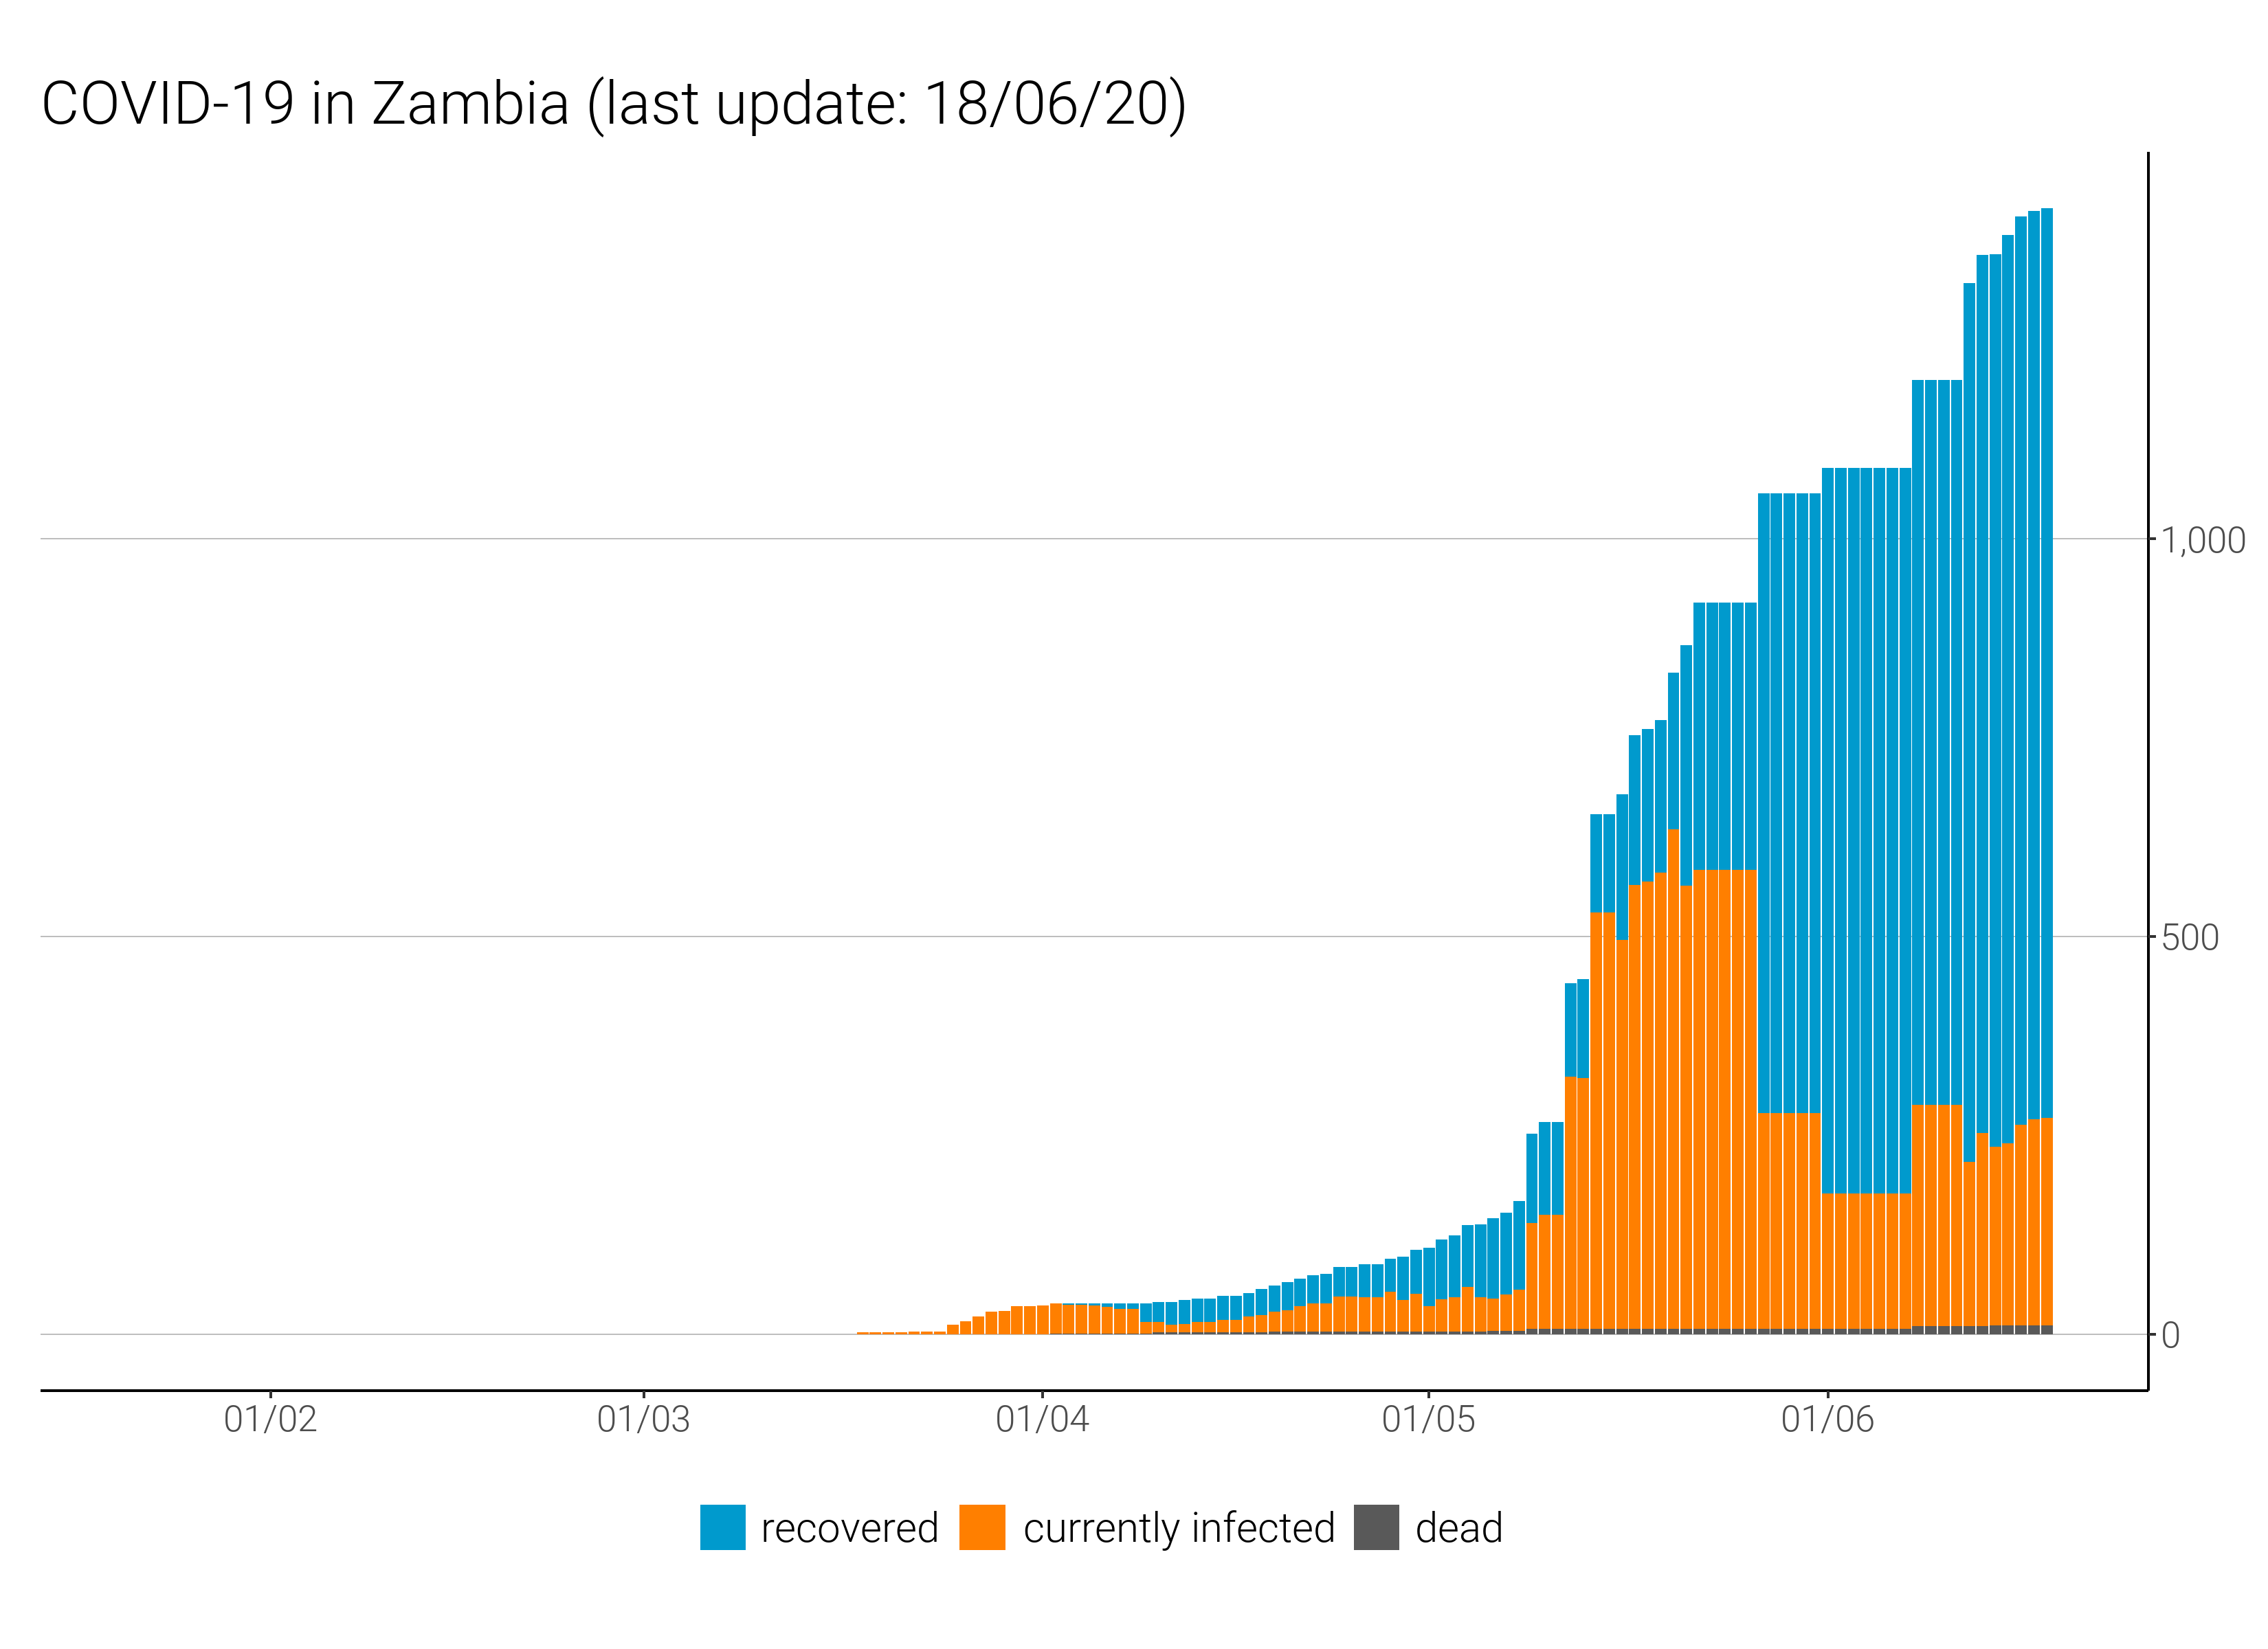 COVID-19 in Zambia (last update: 18/06/20)
1,000
500
0
01/02 01/03 01/04 01/05 01/06
recovered currently infected dead